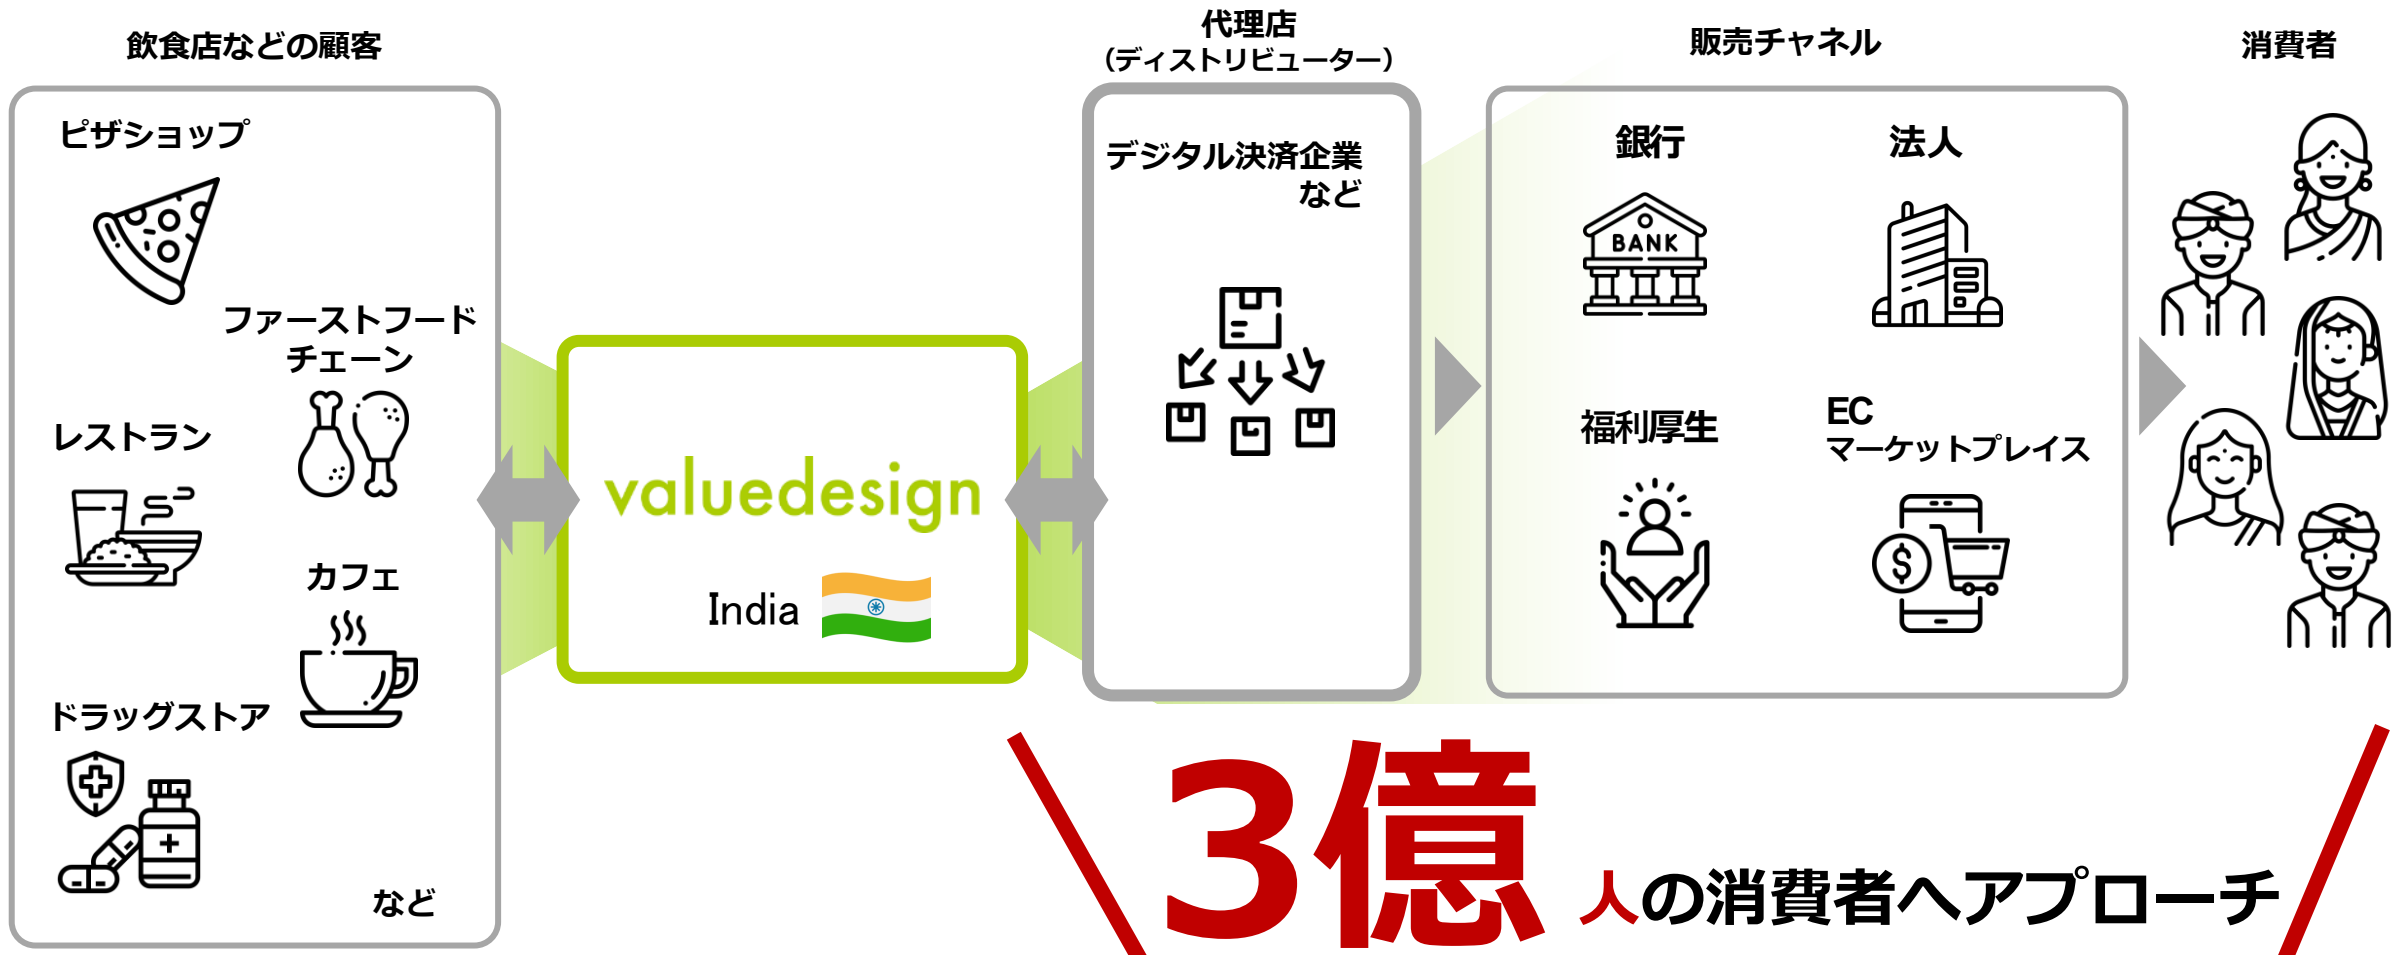 飲食店などの顧客
ピザショップ
ファーストフード
チェーン
レストラン
カフェ
ドラッグストア
など
valuedesign
India
代理店
（ディストリビューター）
デジタル決済企業
など
販売チャネル
銀行
BANK
法人
福利厚生
EC
マーケットプレイス
$
消費者
3億人の消費者へアプローチ